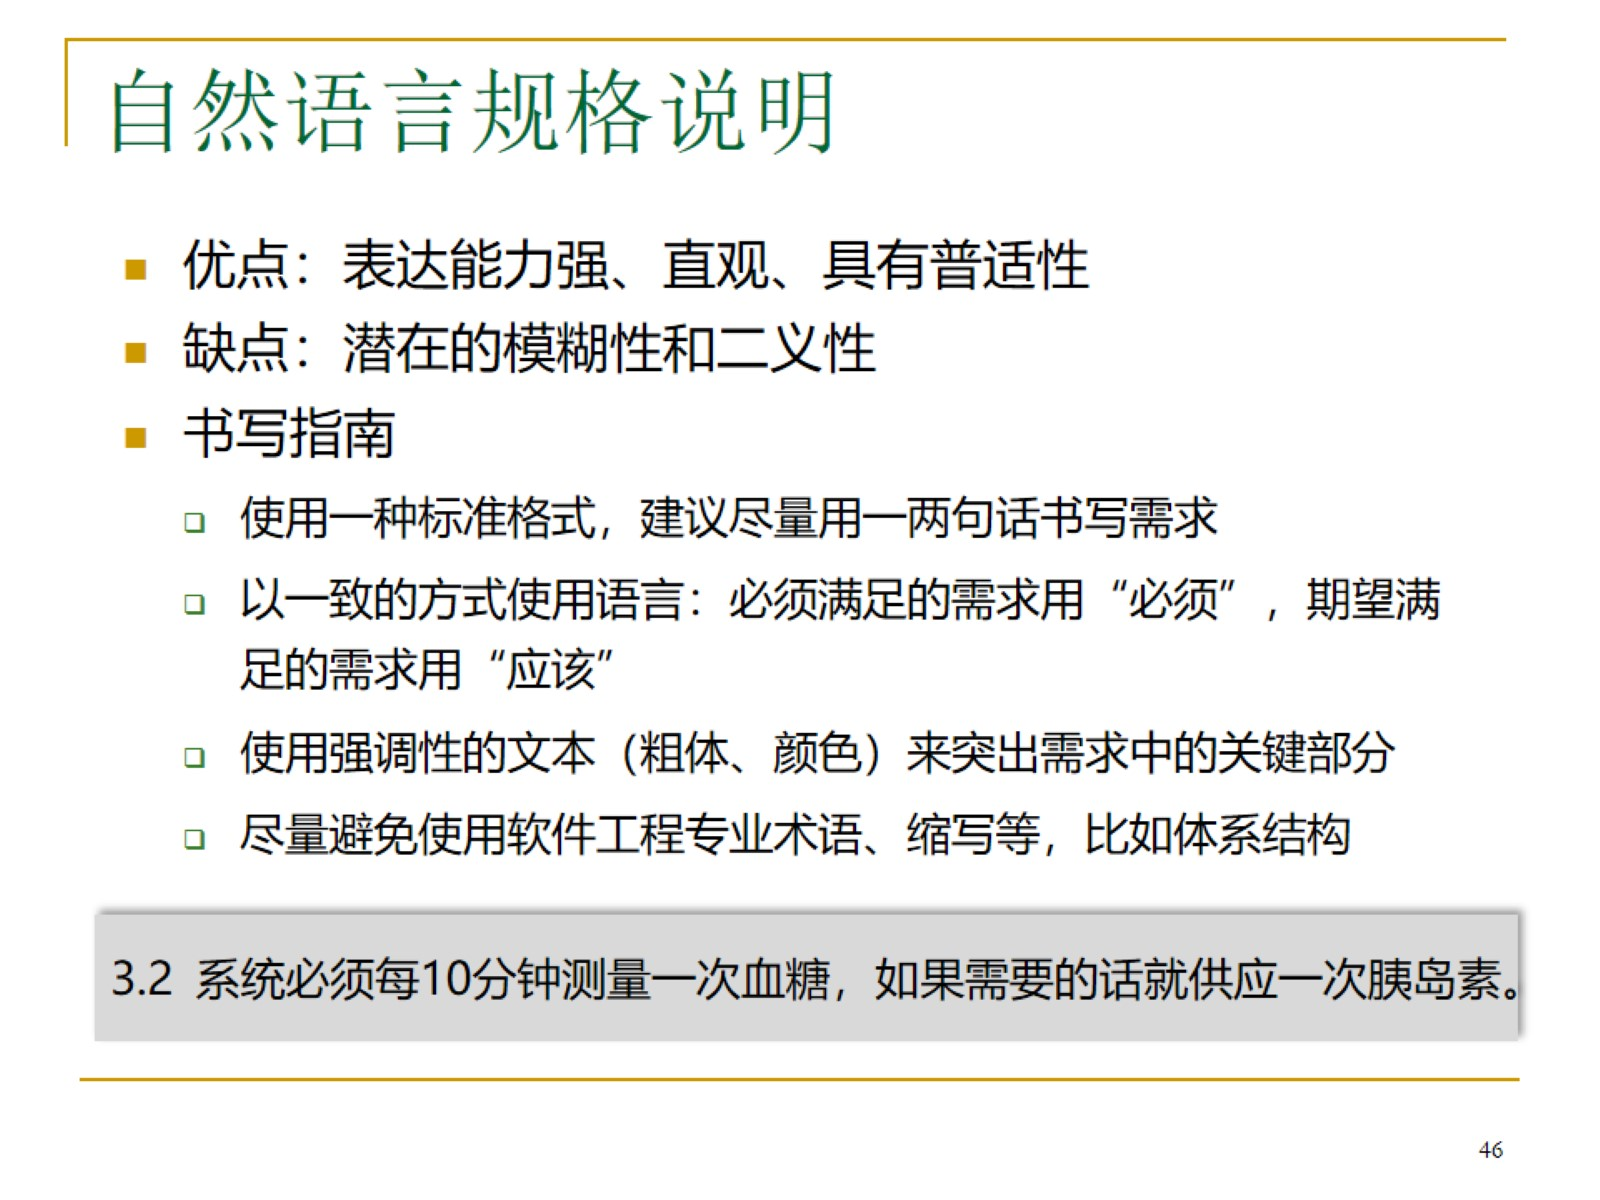 自然语言规格说明
优点：表达能力强、直观、具有普适性
缺点：潜在的模糊性和二义性
书写指南
使用一种标准格式，建议尽量用一两句话书写需求
以一致的方式使用语言：必须满足的需求用“必须”，期望满
足的需求用“应该”
使用强调性的文本（粗体、颜色）来突出需求中的关键部分
尽量避免使用软件工程专业术语、缩写等，比如体系结构
3.2 系统必须每10分钟测量一次血糖，如果需要的话就供应一次胰岛素。
46